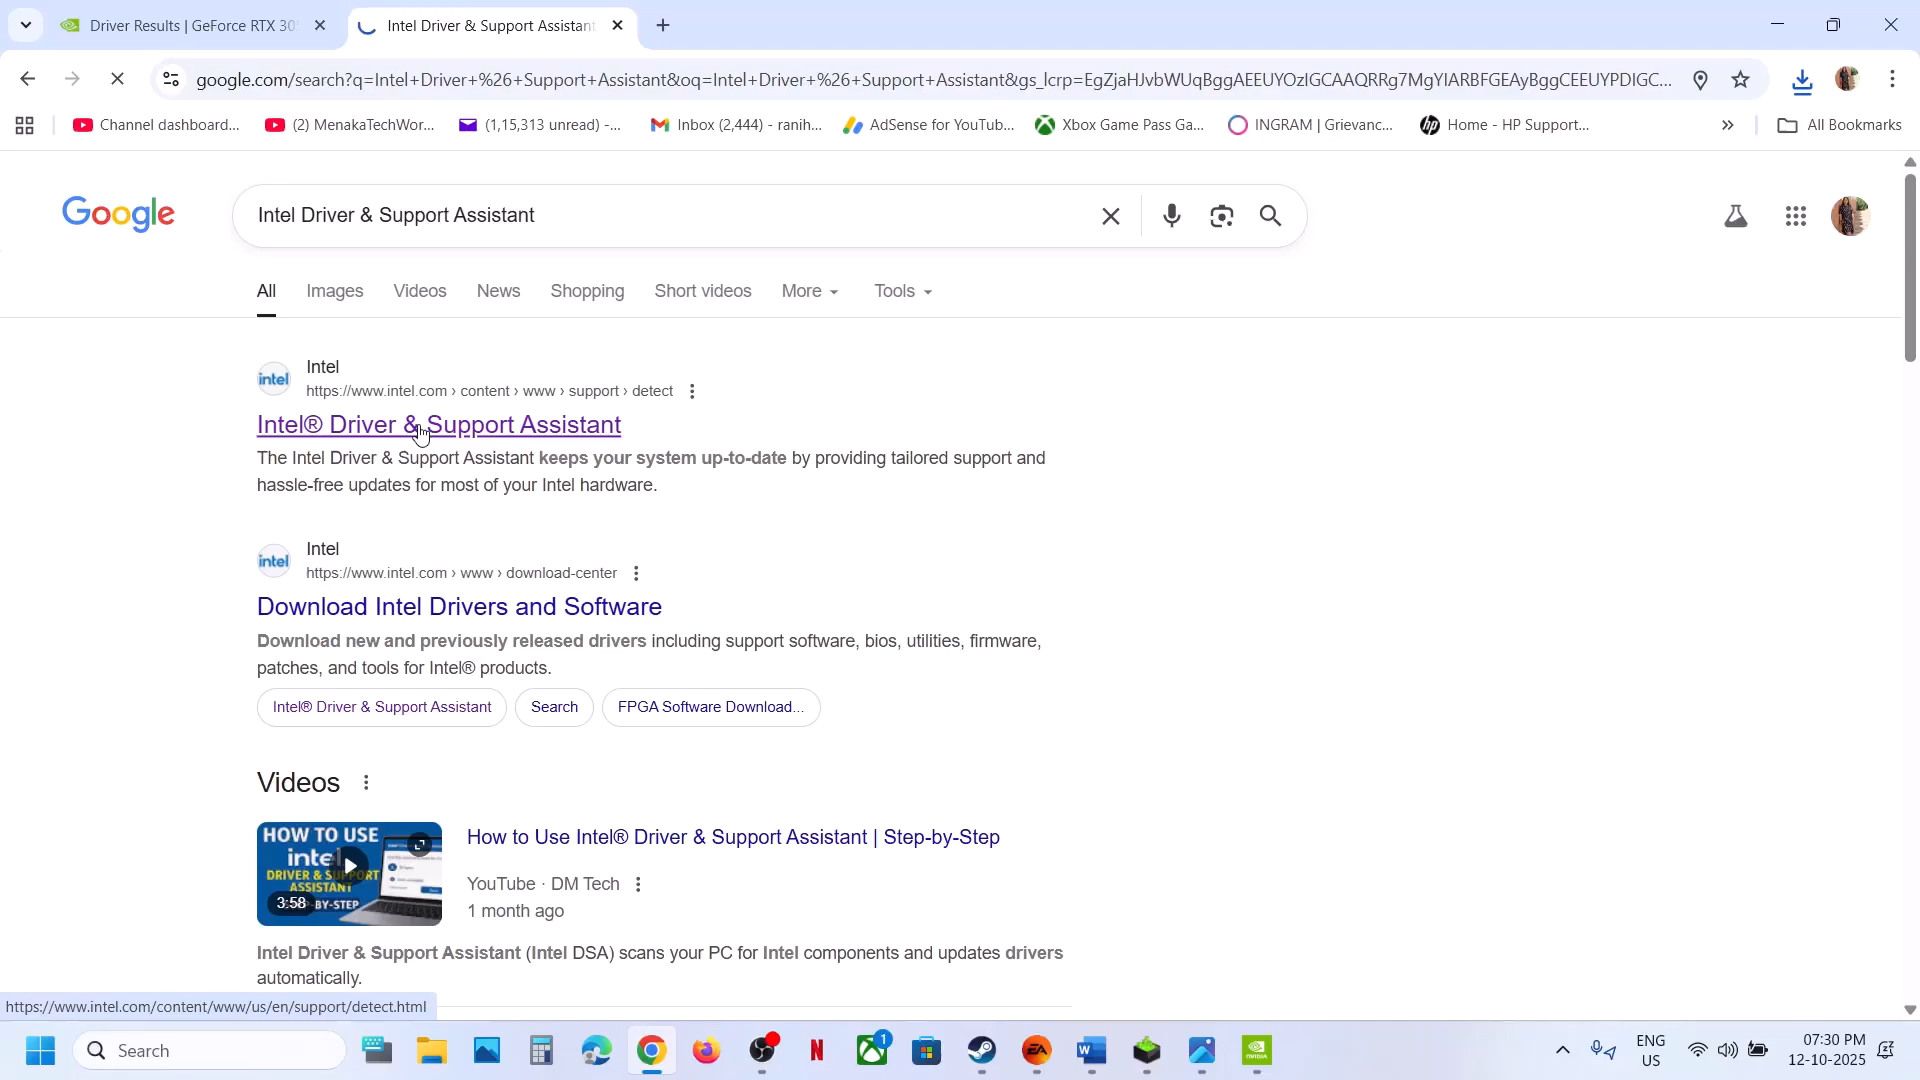 Driver Results | GeForce RTX 30
Intel Driver & Support Assistant
google.com/search?q=Intel+Driver+%26+Support+Assistant&oq=Intel+Driver+%26+Support+Assistant&gs_lcrp=EgZjaHJvbWUqBggAEEUYOzIGCAAQRRg7MgYIARBFGEAyBggCEEUYPDIGC...
Channel dashboard...
(2) MenakaTechWor...
(1,15,313 unread) -...
Inbox (2,444) - ranih...
AdSense for YouTub...
Xbox Game Pass Ga...
INGRAM | Grievanc...
Home - HP Support...
All Bookmarks
Google
Intel Driver & Support Assistant
All
Images
Videos
News
Shopping
Short videos
More
Tools
intel
Intel
https://www.intel.com › content › www › support › detect
Intel® Driver & Support Assistant
The Intel Driver & Support Assistant keeps your system up-to-date by providing tailored support and
hassle-free updates for most of your Intel hardware.
intel
Intel
https://www.intel.com › www › download-center
Download Intel Drivers and Software
Download new and previously released drivers including support software, bios, utilities, firmware,
patches, and tools for Intel® products.
Intel® Driver & Support Assistant
Search
FPGA Software Download...
Videos
HOW TO USE
intel
DRIVER & SUPPORT
ASSISTANT
3:58
-BY-STEP
How to Use Intel® Driver & Support Assistant | Step-by-Step
YouTube · DM Tech
1 month ago
Intel Driver & Support Assistant (Intel DSA) scans your PC for Intel components and updates drivers
automatically.
https://www.intel.com/content/www/us/en/support/detect.html
Search
1
ENG
US
07:30 PM
12-10-2025